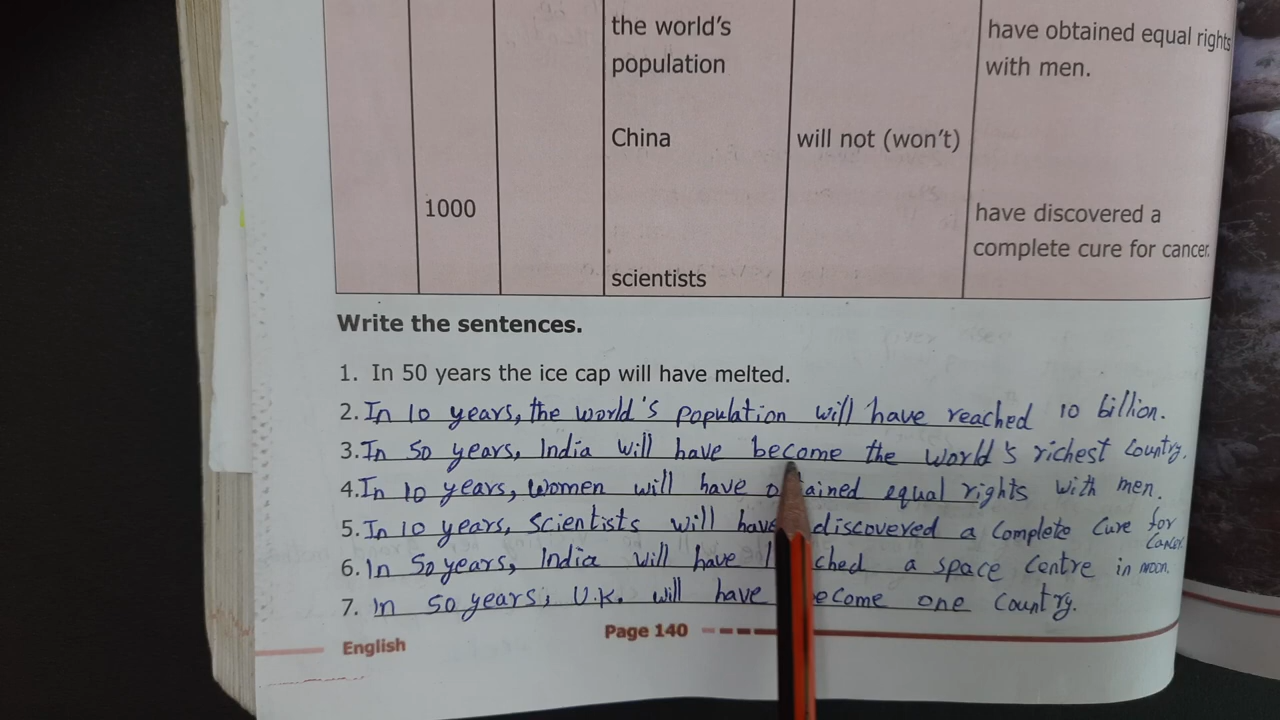 the world's
have obtained equal rights
population
with men.
China
will not (won't)
1000
have discovered a
complete cure for cancer.
scientists
Write the sentences.
1. In 50 years the ice cap will have melted.
2. In 10 years, the world's population will have reached 10 billion.
3. In 50 years, India will have become the world's richest country.
4. In 10 years, women will have ained equal rights with men.
5. In 10 years, Scientists will have discovered a complete cure for cancer.
6. In 50 years, India will have ched a space centre in moon.
7. In 50 years, U.K. will have ecome one country.
English
Page 140